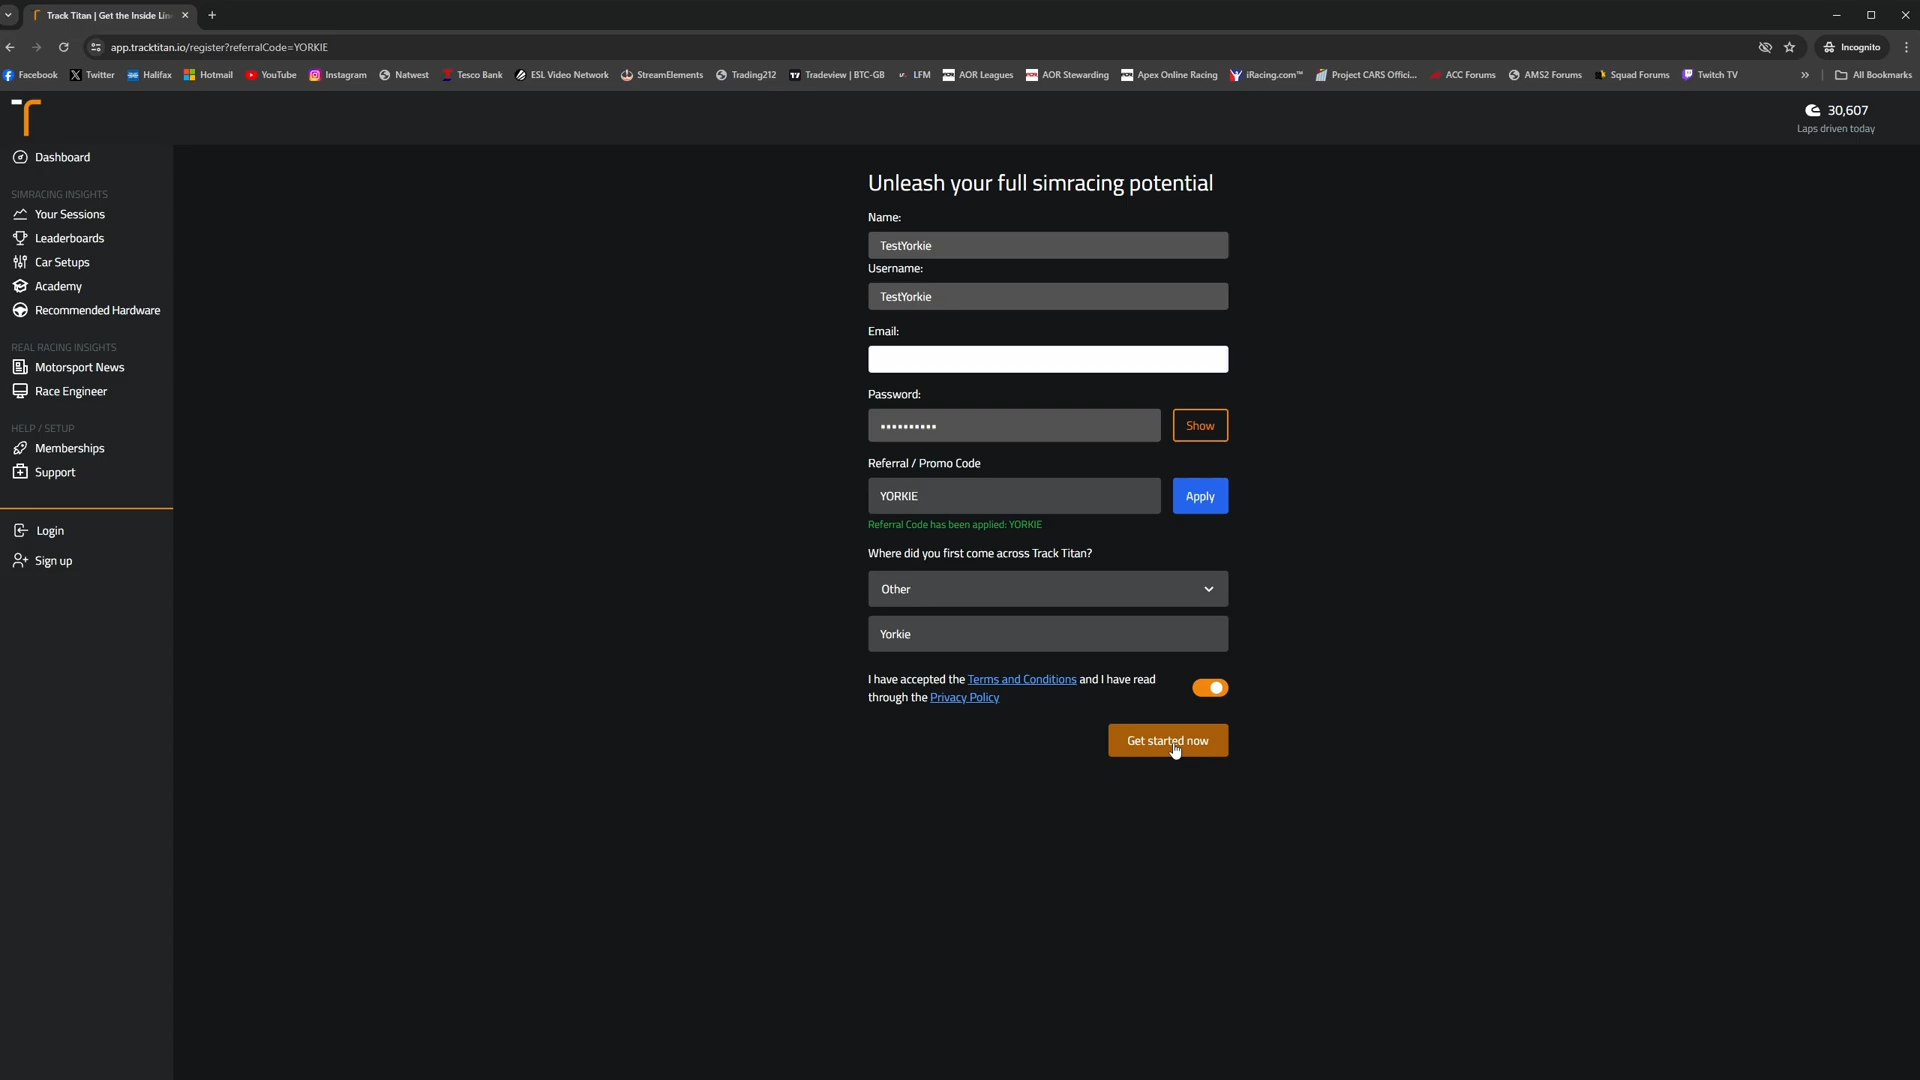 Track Titan | Get the Inside Lin
app.tracktitan.io/register?referralCode=YORKIE
Incognito
Facebook
Twitter
Halifax
Hotmail
YouTube
Instagram
Natwest
Tesco Bank
ESL Video Network
StreamElements
Trading212
Tradeview | BTC-GB
LFM
AOR Leagues
AOR Stewarding
Apex Online Racing
iRacing.com™
Project CARS Offici...
ACC Forums
AMS2 Forums
Squad Forums
Twitch TV
All Bookmarks
30,607
Laps driven today
Dashboard
SIMRACING INSIGHTS
Your Sessions
Leaderboards
Car Setups
Academy
Recommended Hardware
REAL RACING INSIGHTS
Motorsport News
Race Engineer
HELP / SETUP
Memberships
Support
Login
Sign up
Unleash your full simracing potential
Name:
TestYorkie
Username:
TestYorkie
Email:
Password:
••••••••••
Show
Referral / Promo Code
YORKIE
Apply
Referral Code has been applied: YORKIE
Where did you first come across Track Titan?
Other
Yorkie
I have accepted the Terms and Conditions and I have read
through the Privacy Policy
Get started now